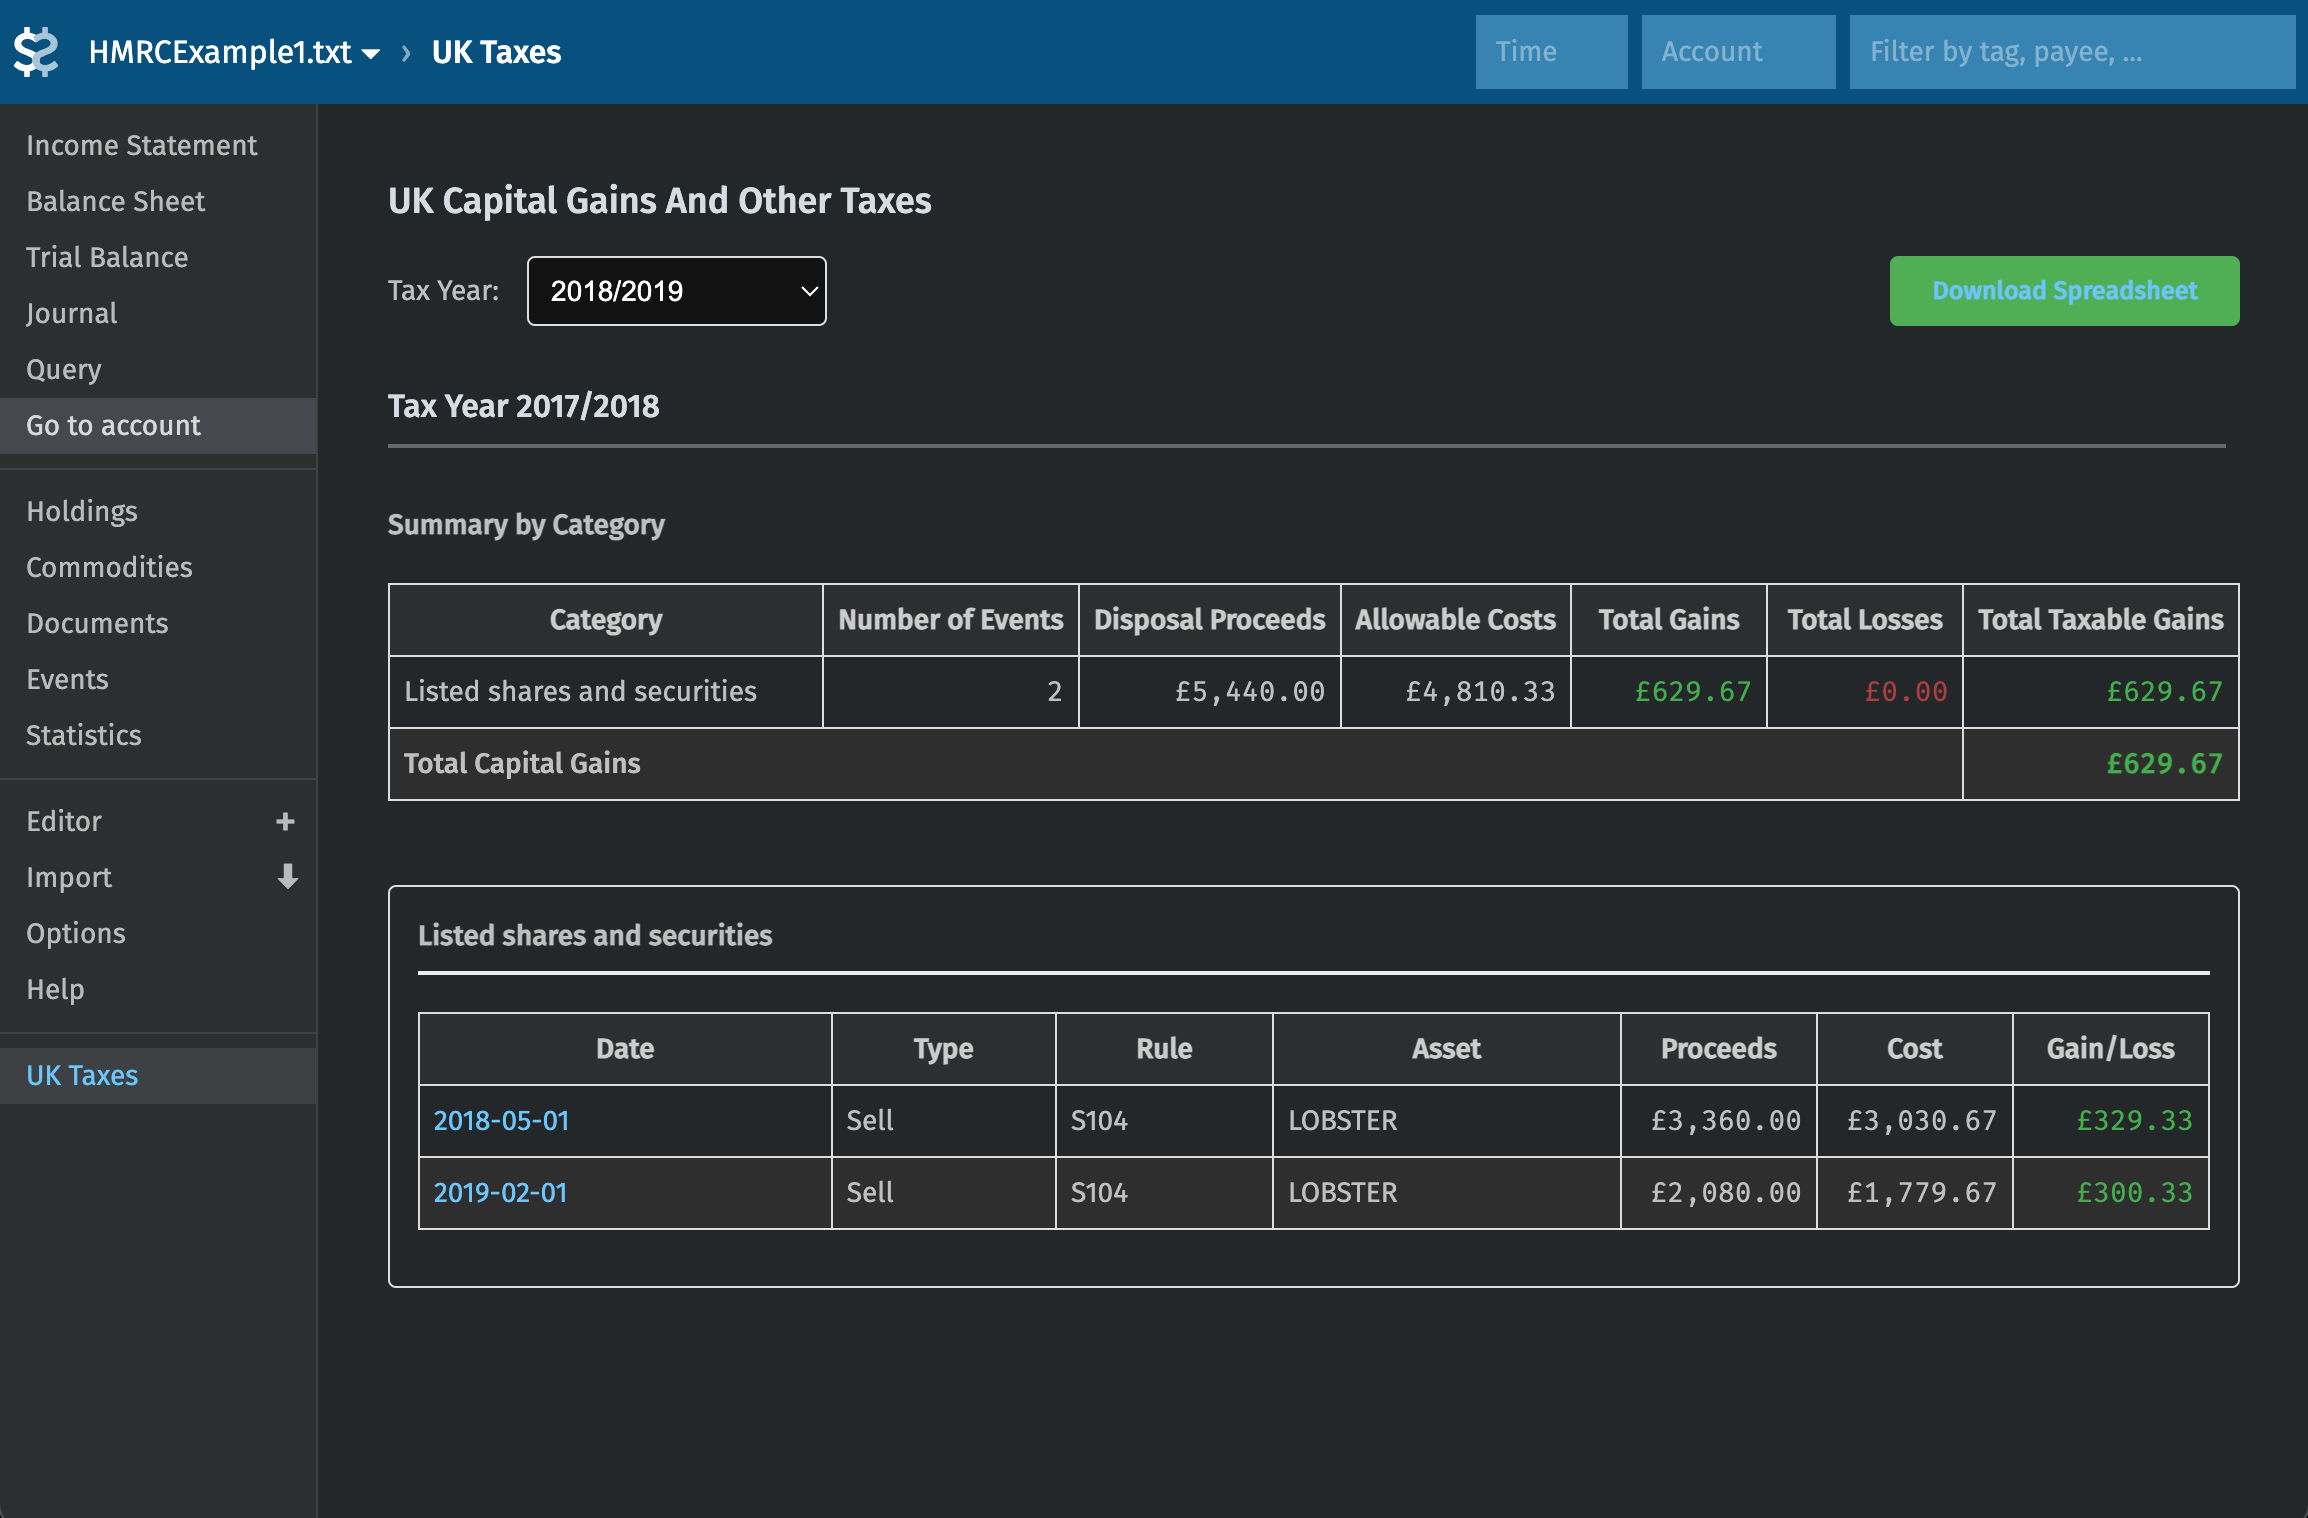 HMRCExample1.txt › UK Taxes
Time
Account
Filter by tag, payee, ...
Income Statement
Balance Sheet
Trial Balance
Journal
Query
Go to account
Holdings
Commodities
Documents
Events
Statistics
Editor +
Import
Options
Help
UK Taxes
UK Capital Gains And Other Taxes
Tax Year: 2018/2019
Download Spreadsheet
Tax Year 2017/2018
Summary by Category
Category Number of Events Disposal Proceeds Allowable Costs Total Gains Total Losses Total Taxable Gains
Listed shares and securities 2 £5,440.00 £4,810.33 £629.67 £0.00 £629.67
Total Capital Gains £629.67
Listed shares and securities
Date Type Rule Asset Proceeds Cost Gain/Loss
2018-05-01 Sell S104 LOBSTER £3,360.00 £3,030.67 £329.33
2019-02-01 Sell S104 LOBSTER £2,080.00 £1,779.67 £300.33